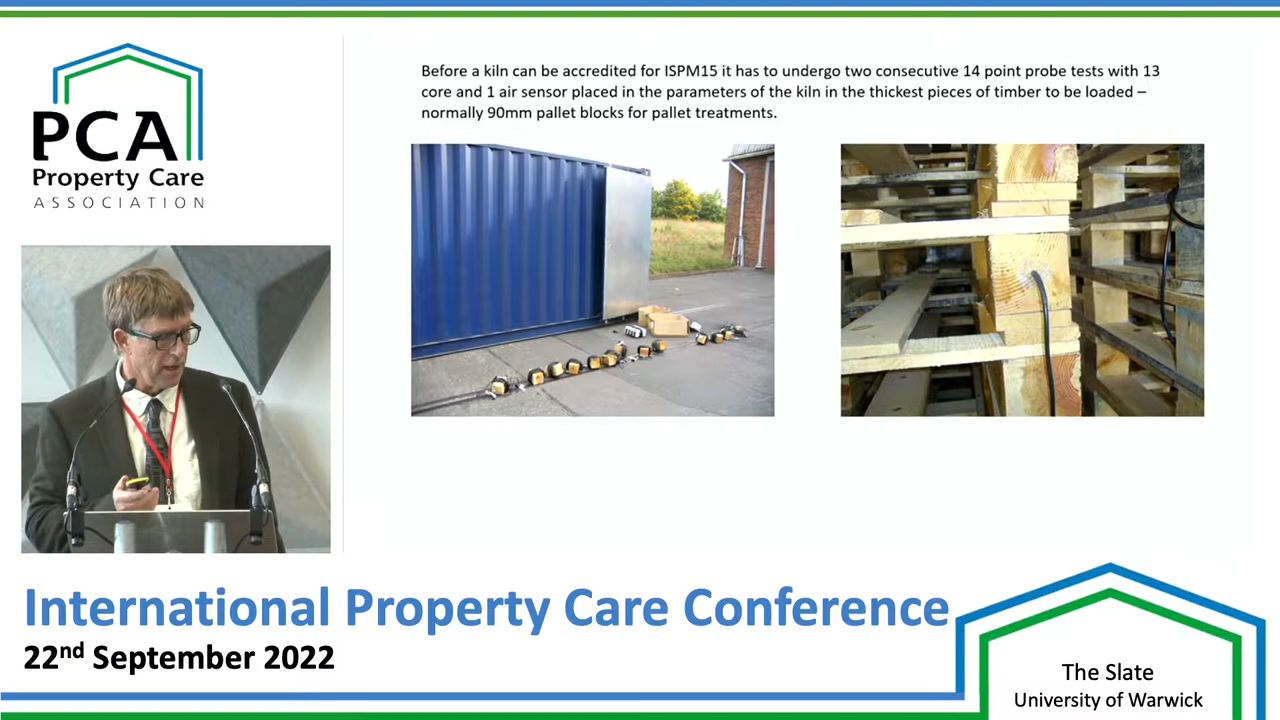 PCA
Property Care
ASSOCIATION
Before a kiln can be accredited for ISPM15 it has to undergo two consecutive 14 point probe tests with 13
core and 1 air sensor placed in the parameters of the kiln in the thickest pieces of timber to be loaded –
normally 90mm pallet blocks for pallet treatments.
International Property Care Conference
22nd September 2022
The Slate
University of Warwick